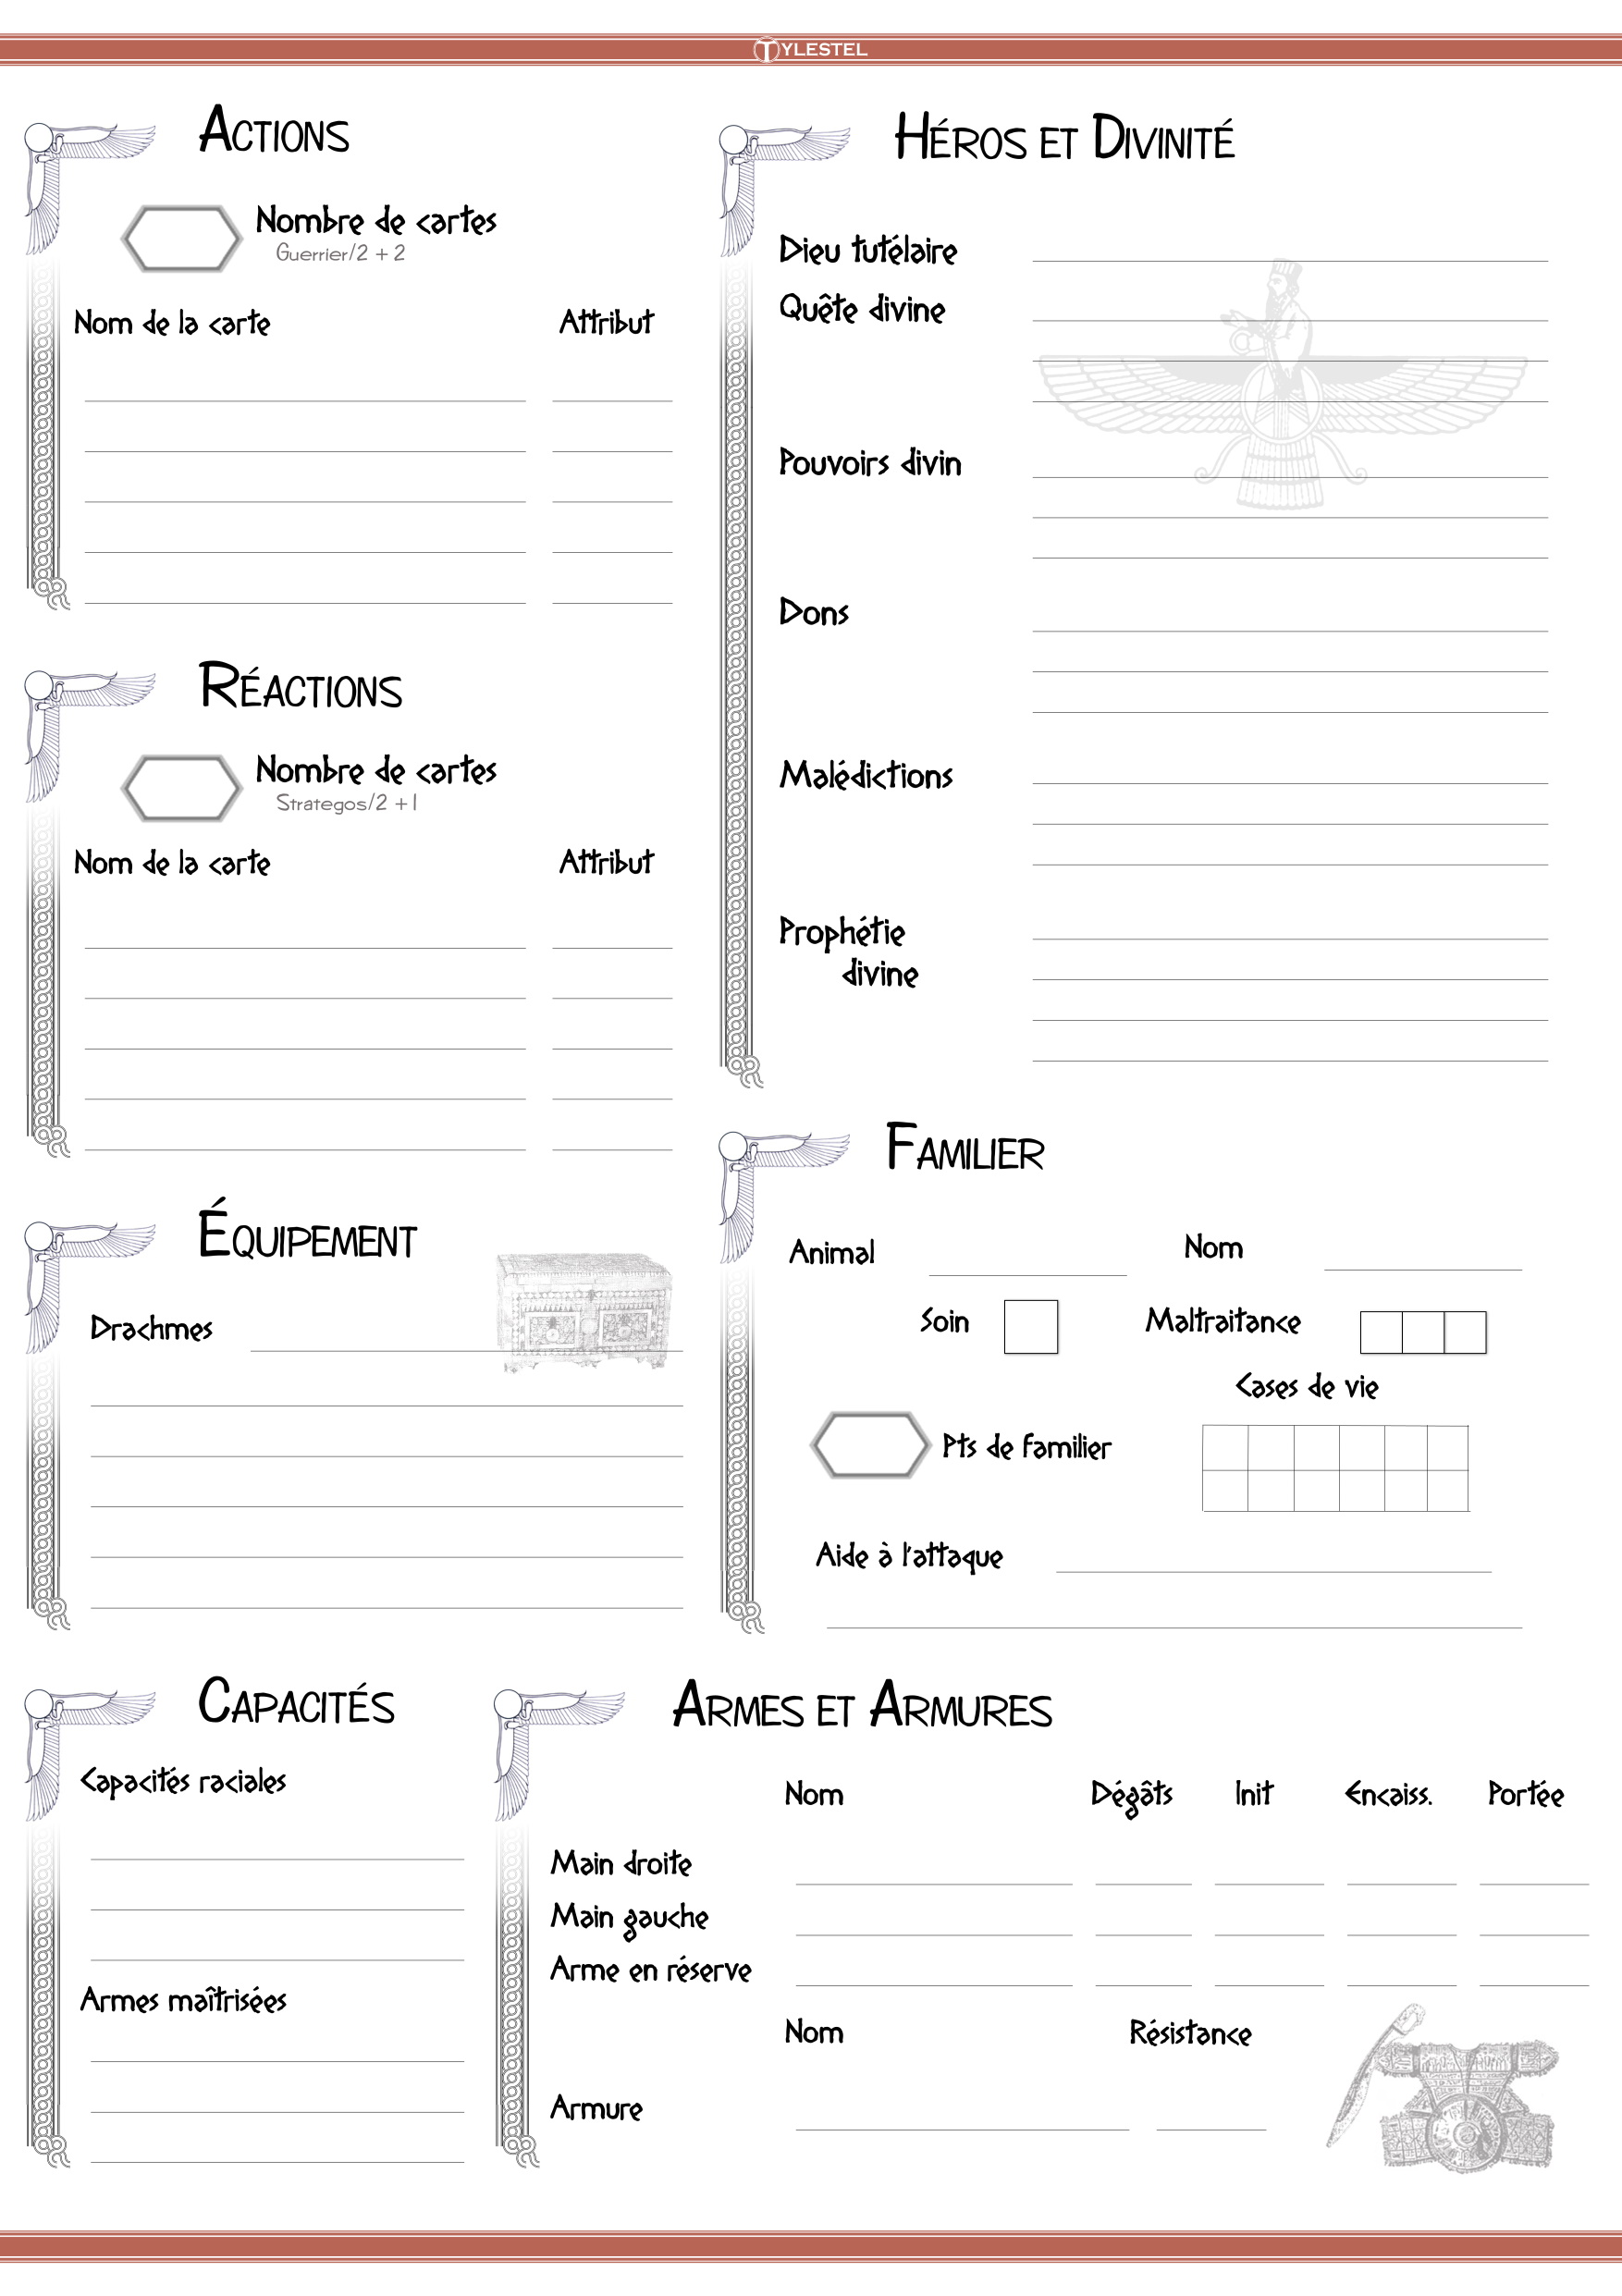 TYLESTEL
ACTIONS
Nombre de cartes
Guerrier/2 + 2
Nom de la carte Attribut
RÉACTIONS
Nombre de cartes
Strategos/2 +1
Nom de la carte Attribut
ÉQUIPEMENT
Drachmes
HÉROS ET DIVINITÉ
Dieu tutélaire
Quête divine
Pouvoirs divin
Dons
Malédictions
Prophétie
divine
FAMILIER
Animal Nom
Soin Maltraitance
Cases de vie
Pts de familier
Aide à l'attaque
CAPACITÉS
Capacités raciales
Armes maîtrisées
ARMES ET ARMURES
Nom Dégâts Init Encaiss. Portée
Main droite
Main gauche
Arme en réserve
Nom Résistance
Armure